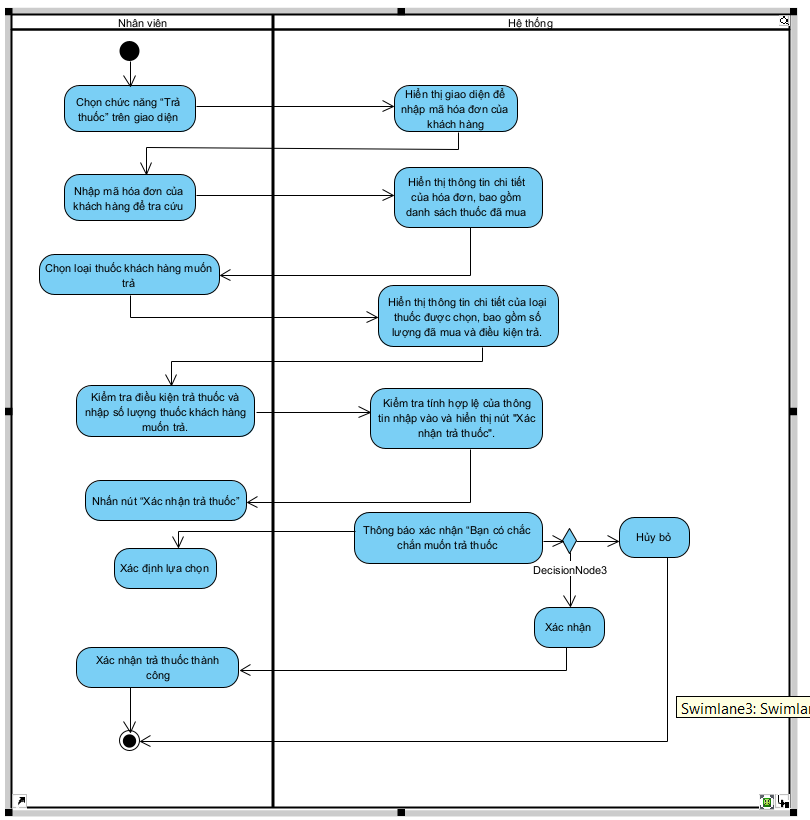 Nhân viên
Hệ thống
Chọn chức năng "Trả
thuốc" trên giao diện
Hiển thị giao diện để
nhập mã hóa đơn của
khách hàng
Nhập mã hóa đơn của
khách hàng để tra cứu
Hiển thị thông tin chi tiết
của hóa đơn, bao gồm
danh sách thuốc đã mua
Chọn loại thuốc khách hàng muốn
trả
Hiển thị thông tin chi tiết của loại
thuốc được chọn, bao gồm số
lượng đã mua và điều kiện trả.
Kiểm tra điều kiện trả thuốc và
nhập số lượng thuốc khách hàng
muốn trả.
Kiểm tra tính hợp lệ của thông
tin nhập vào và hiển thị nút "Xác
nhận trả thuốc".
Nhấn nút "Xác nhận trả thuốc"
Thông báo xác nhận "Bạn có chắc
chắn muốn trả thuốc
Hủy bỏ
Xác định lựa chọn
DecisionNode3
Xác nhận
Xác nhận trả thuốc thành
công
Swimlane3: Swimla